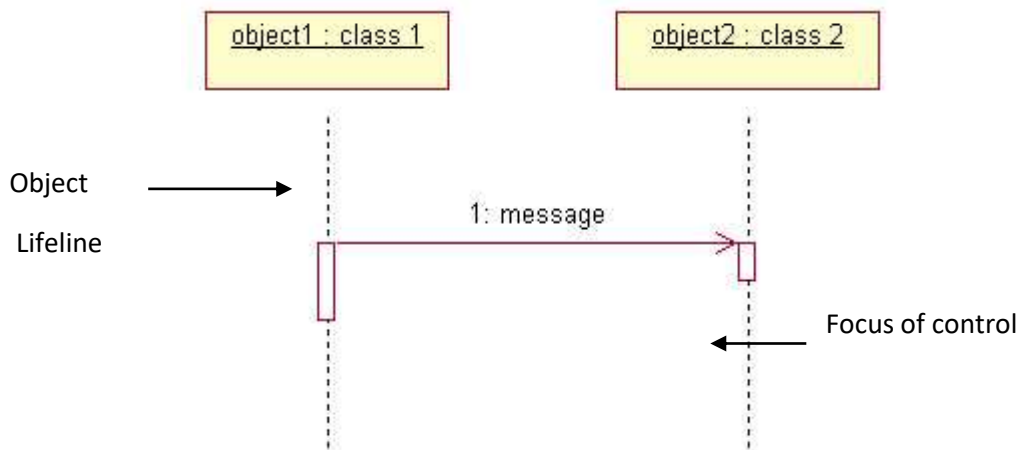 object1 : class 1
object2 : class 2
Object
Lifeline
1: message
Focus of control